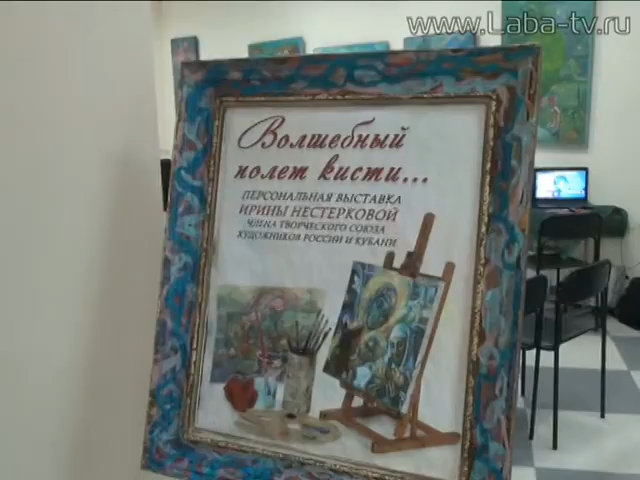 www.Laba-tv.ru
Волшебный
полет кисти...
ПЕРСОНАЛЬНАЯ ВЫСТАВКА
ИРИНЫ НЕСТЕРКОВОЙ
ЧЛЕНА ТВОРЧЕСКОГО СОЮЗА
ХУДОЖНИКОВ РОССИИ И КУБАНИ